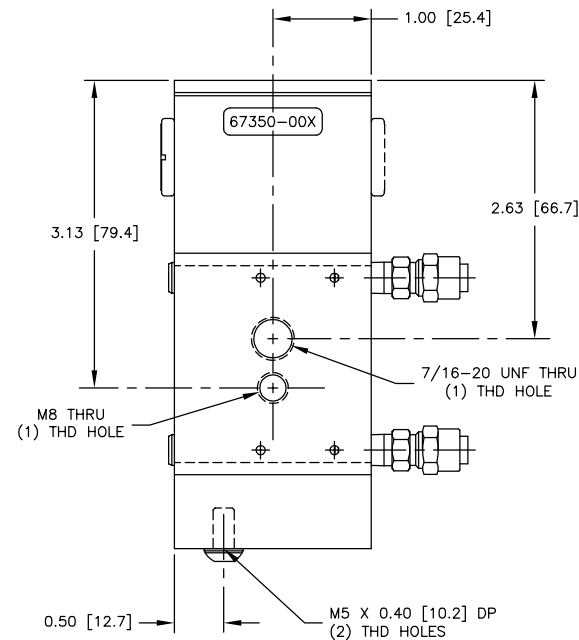 1.00 [25.4]
67350-00X
2.63 [66.7]
3.13 [79.4]
7/16-20 UNF THRU
(1) THD HOLE
M8 THRU
(1) THD HOLE
0.50 [12.7]
M5 X 0.40 [10.2] DP
(2) THD HOLES